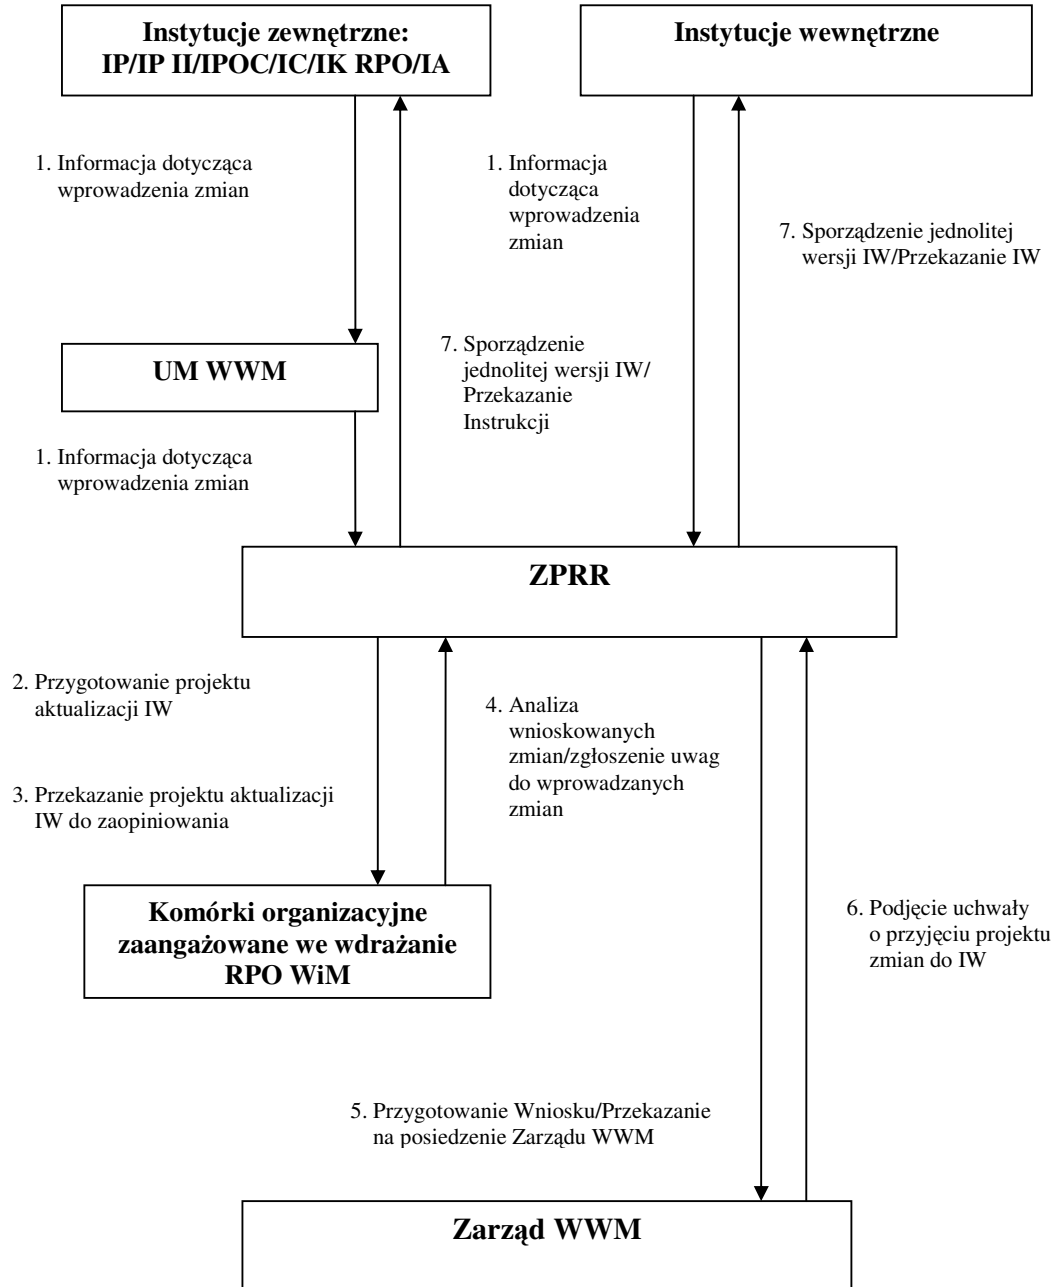 Instytucje zewnętrzne:
IP/IP II/IPOC/IC/IK RPO/IA
Instytucje wewnętrzne
1. Informacja dotycząca
wprowadzenia zmian
1. Informacja
dotycząca
wprowadzenia
zmian
7. Sporządzenie jednolitej
wersji IW/Przekazanie IW
UM WWM
7. Sporządzenie
jednolitej wersji IW/
Przekazanie
Instrukcji
1. Informacja dotycząca
wprowadzenia zmian
ZPRR
2. Przygotowanie projektu
aktualizacji IW
4. Analiza
wnioskowanych
zmian/zgłoszenie uwag
do wprowadzanych
zmian
3. Przekazanie projektu aktualizacji
IW do zaopiniowania
Komórki organizacyjne
zaangażowane we wdrażanie
RPO WiM
6. Podjęcie uchwały
o przyjęciu projektu
zmian do IW
5. Przygotowanie Wniosku/Przekazanie
na posiedzenie Zarządu WWM
Zarząd WWM